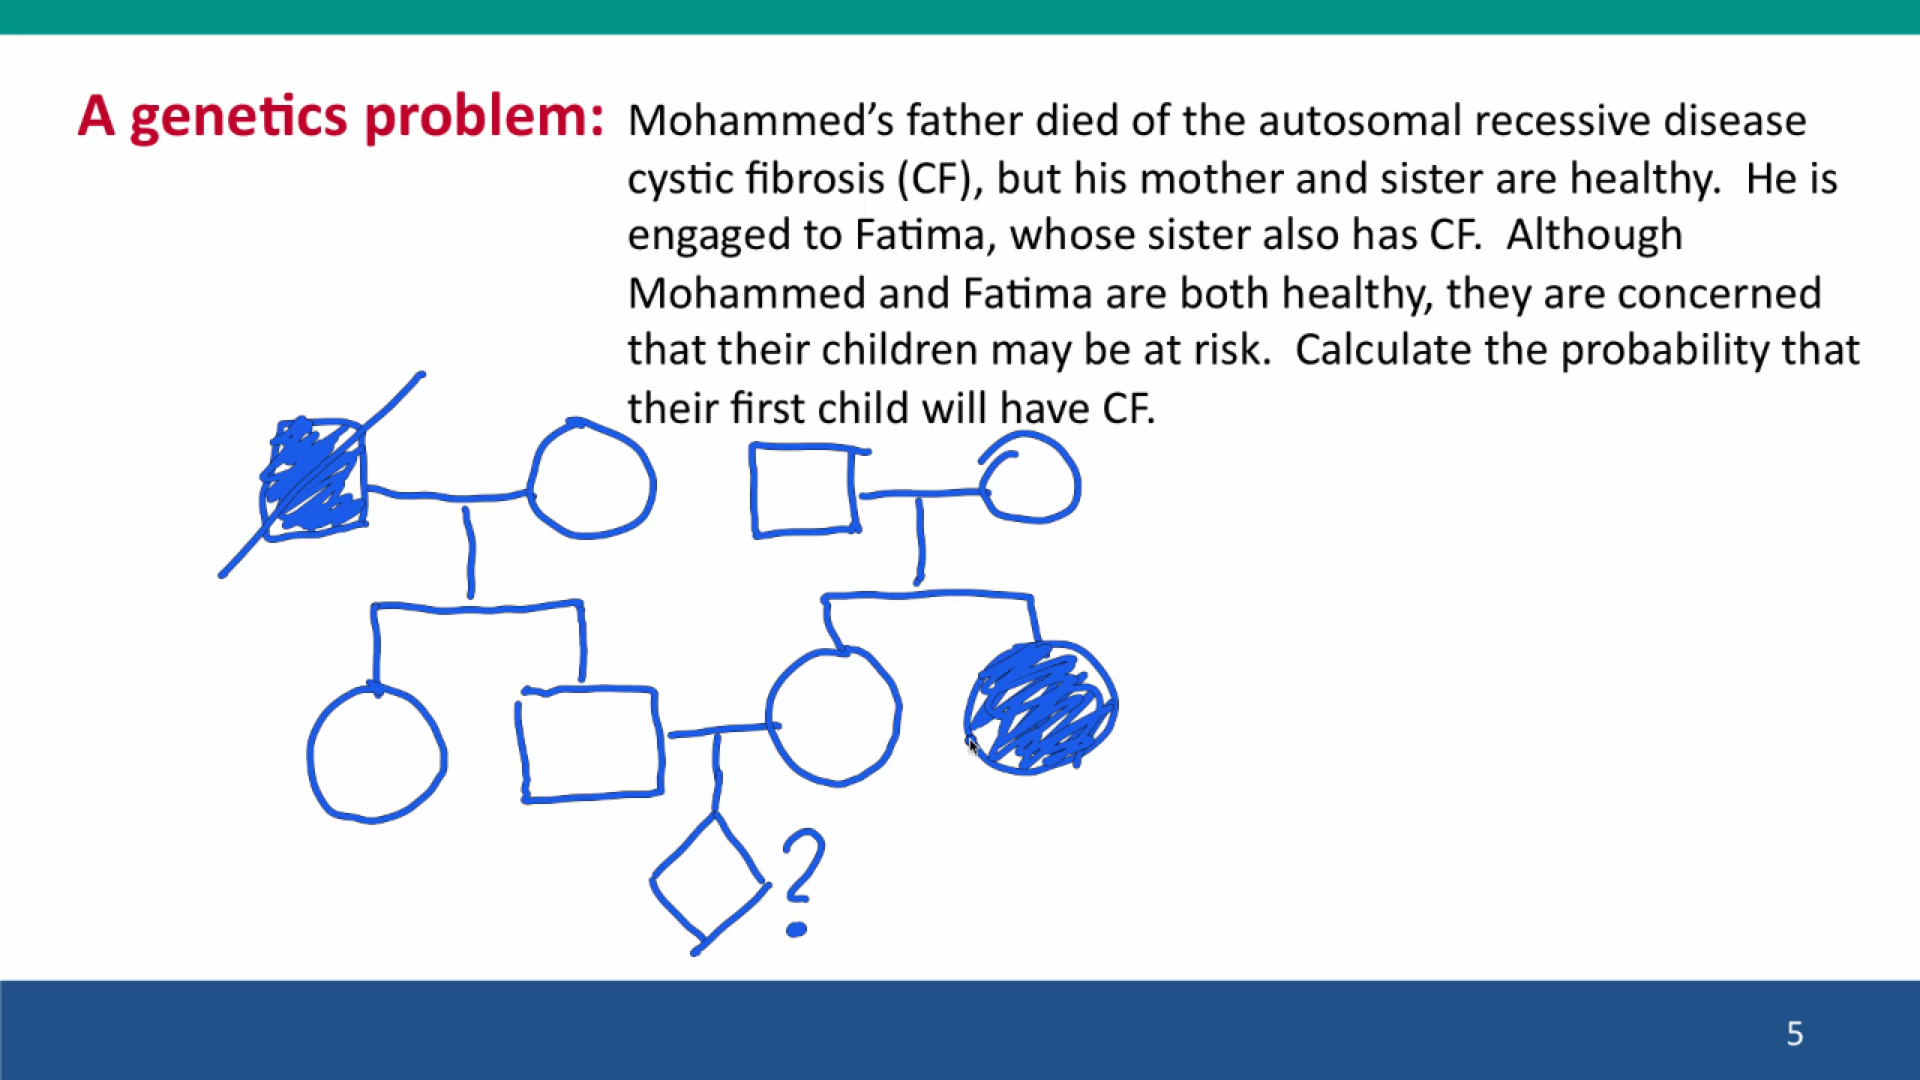 A genetics problem: Mohammed’s father died of the autosomal recessive disease
cystic fibrosis (CF), but his mother and sister are healthy. He is
engaged to Fatima, whose sister also has CF. Although
Mohammed and Fatima are both healthy, they are concerned
that their children may be at risk. Calculate the probability that
their first child will have CF.
?
5